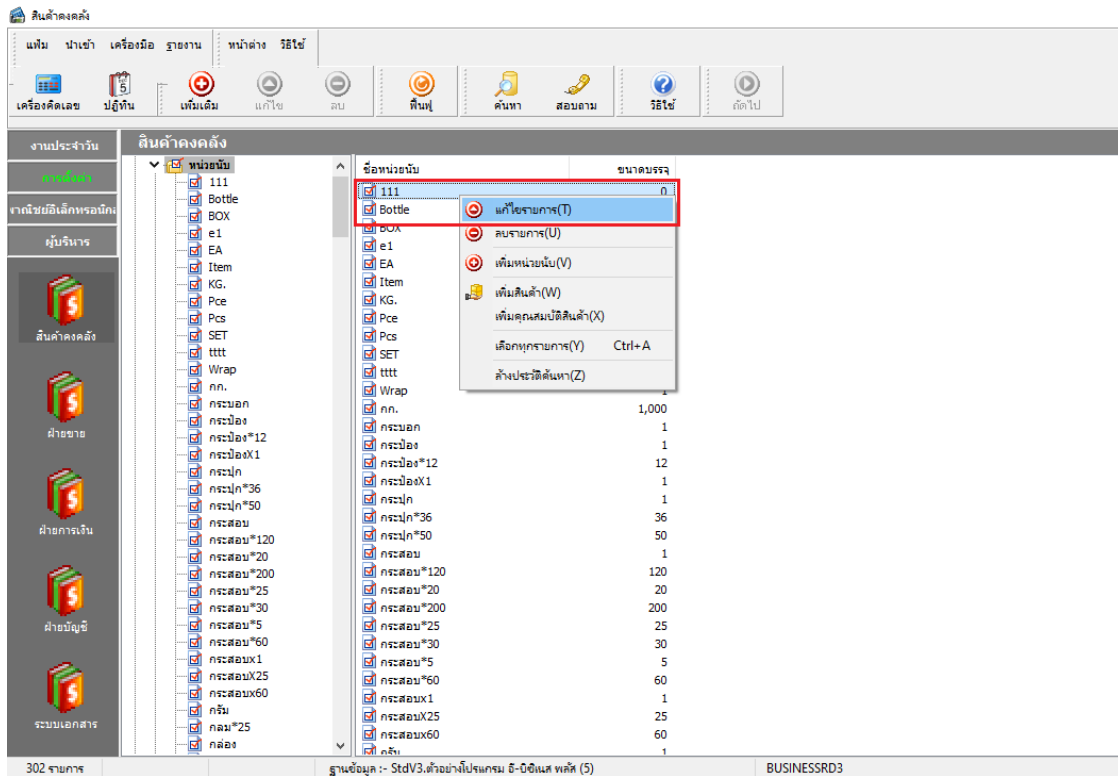 สินค้าคงคลัง
แฟ้ม นำเข้า เครื่องมือ ฐายงาน หน้าต่าง วิธีใช้
เครื่องคิดเลข ปฎิทิน เพิ่มเติม แก้ไข ลบ ฟื้นฟู ค้นหา สอบถาม วิธีใช้ ถัดไป
งานประจำวัน
การตั้งค่า
ผู้บริหาร
สินค้าคงคลัง
ฝ่ายขาย
ฝ่ายการเงิน
ฝ่ายบัญชี
ระบบเอกสาร
สินค้าคงคลัง
หน่วยนับ
111
Bottle
BOX
e1
EA
Item
KG.
Pce
Pcs
SET
tttt
Wrap
กก.
กระบอก
กระป๋อง
กระป๋อง*12
กระป๋องX1
กระปุก
กระปุก*36
กระปุก*50
กระสอบ
กระสอบ*120
กระสอบ*20
กระสอบ*200
กระสอบ*25
กระสอบ*30
กระสอบ*5
กระสอบ*60
กระสอบx1
กระสอบX25
กระสอบx60
กรัม
กลม*25
กล่อง
ชื่อหน่วยนับ ขนาดบรรจุ
111 0
Bottle
BOX
e1
EA
Item
KG.
Pce
Pcs
SET
tttt
Wrap 1
กก. 1,000
กระบอก 1
กระป๋อง 1
กระป๋อง*12 12
กระป๋องX1 1
กระปุก 1
กระปุก*36 36
กระปุก*50 50
กระสอบ 1
กระสอบ*120 120
กระสอบ*20 20
กระสอบ*200 200
กระสอบ*25 25
กระสอบ*30 30
กระสอบ*5 5
กระสอบ*60 60
กระสอบx1 1
กระสอบX25 25
กระสอบx60 60
กรัม 1
แก้ไขรายการ(T)
ลบรายการ(U)
เพิ่มหน่วยนับ(V)
เพิ่มสินค้า(W)
เพิ่มคุณสมบัติสินค้า(X)
เลือกทุกรายการ(Y) Ctrl+A
ล้างประวัติค้นหา(Z)
302 รายการ ฐานข้อมูล :- StdV3.ตัวอย่างโปรแกรม อี-บิซิเนส พลัส (5) BUSINESSRD3